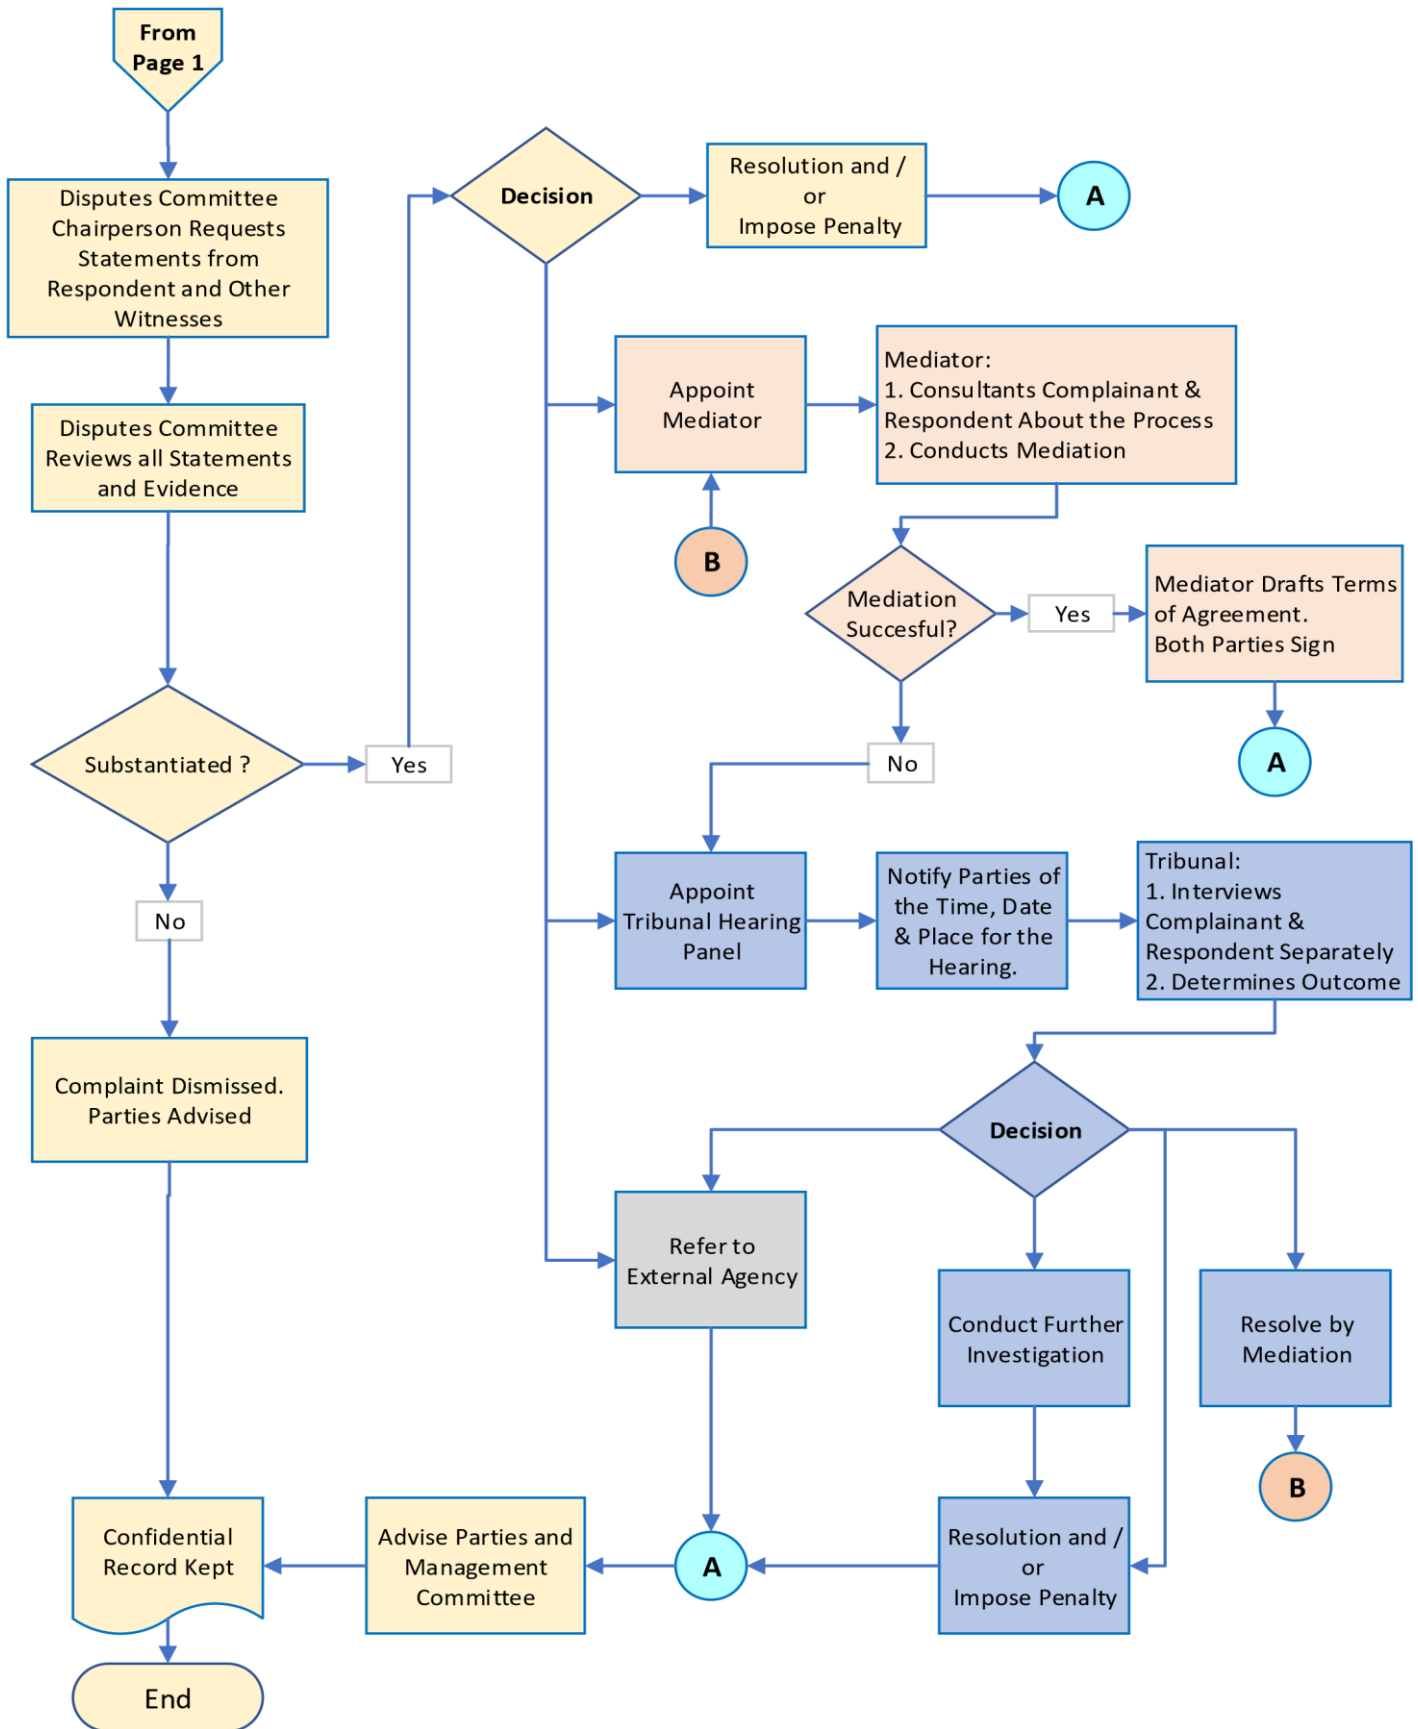 From
Page 1
Disputes Committee
Chairperson Requests
Statements from
Respondent and Other
Witnesses
Disputes Committee
Reviews all Statements
and Evidence
Substantiated ?
Yes
No
Complaint Dismissed.
Parties Advised
Decision
Resolution and /
or
Impose Penalty
A
Appoint
Mediator
B
Mediator:
1. Consultants Complainant &
Respondent About the Process
2. Conducts Mediation
Mediation
Succesful?
Yes
Mediator Drafts Terms
of Agreement.
Both Parties Sign
A
No
Appoint
Tribunal Hearing
Panel
Notify Parties of
the Time, Date
& Place for the
Hearing.
Tribunal:
1. Interviews
Complainant &
Respondent Separately
2. Determines Outcome
Decision
Refer to
External Agency
Conduct Further
Investigation
Resolve by
Mediation
B
Resolution and /
or
Impose Penalty
A
Advise Parties and
Management
Committee
Confidential
Record Kept
End